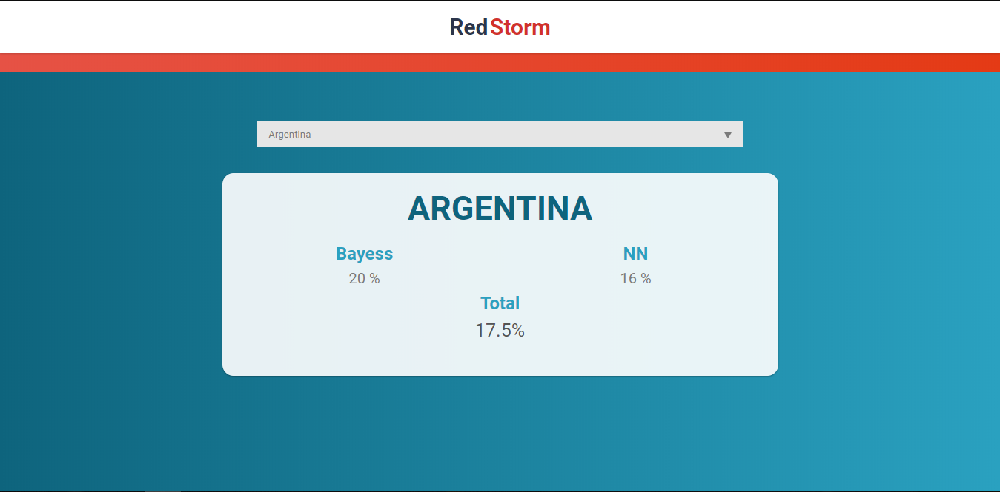 RedStorm
Argentina
ARGENTINA
Bayess NN
20 % 16 %
Total
17.5%